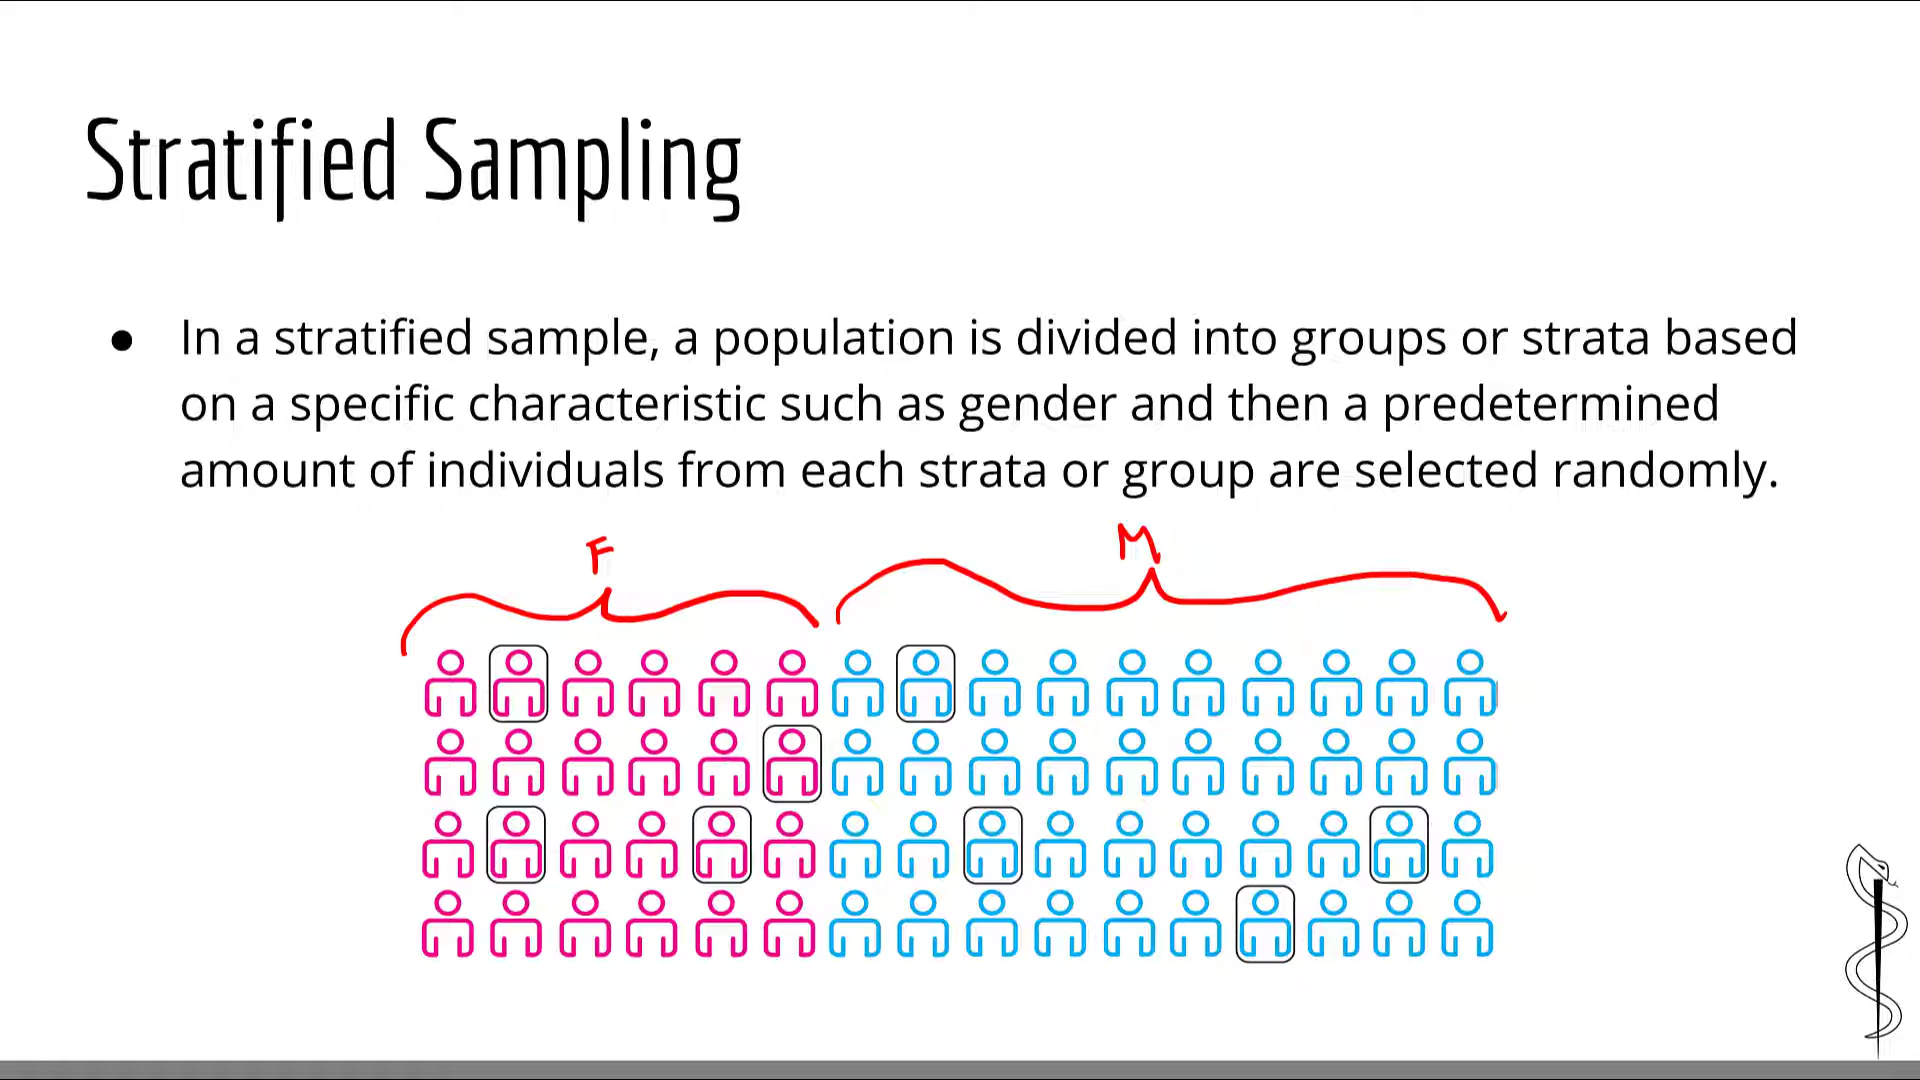 Stratified Sampling
● In a stratified sample, a population is divided into groups or strata based
on a specific characteristic such as gender and then a predetermined
amount of individuals from each strata or group are selected randomly.
F M